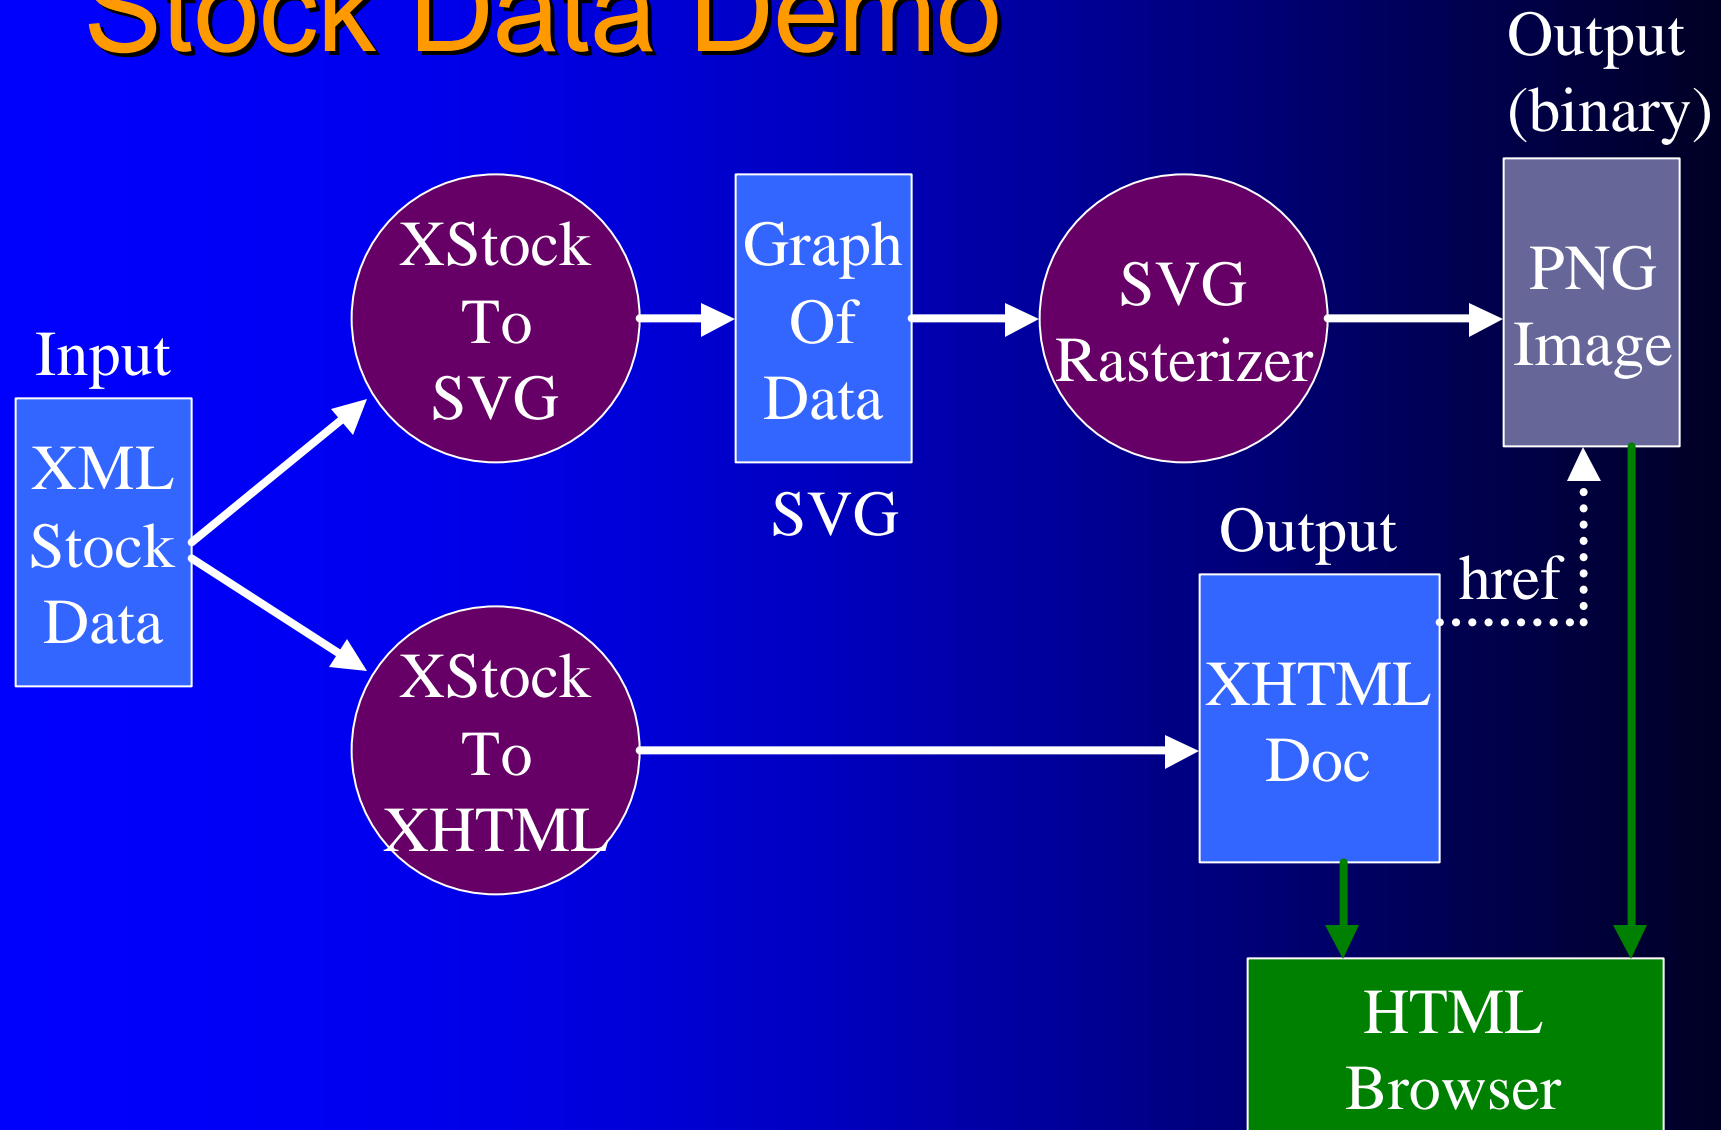 Stock Data Demo
Output
(binary)
XStock
To
SVG
Graph
Of
Data
SVG
SVG
Rasterizer
PNG
Image
Input
XML
Stock
Data
Output
href
XHTML
Doc
XStock
To
XHTML
HTML
Browser